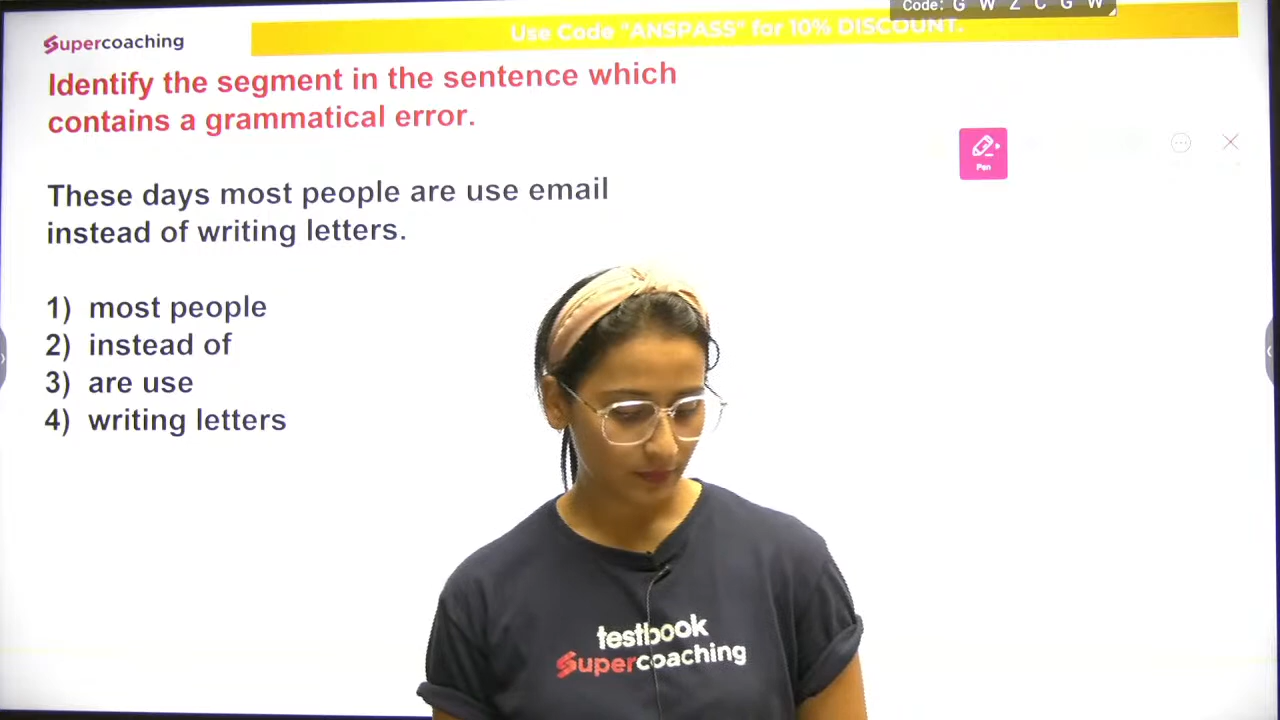 Code: G W Z C G W
Supercoaching
Use Code "ANSPASS" for 10% DISCOUNT.
Identify the segment in the sentence which
contains a grammatical error.
Pen
These days most people are use email
instead of writing letters.
1) most people
2) instead of
3) are use
4) writing letters
testbook
Supercoaching